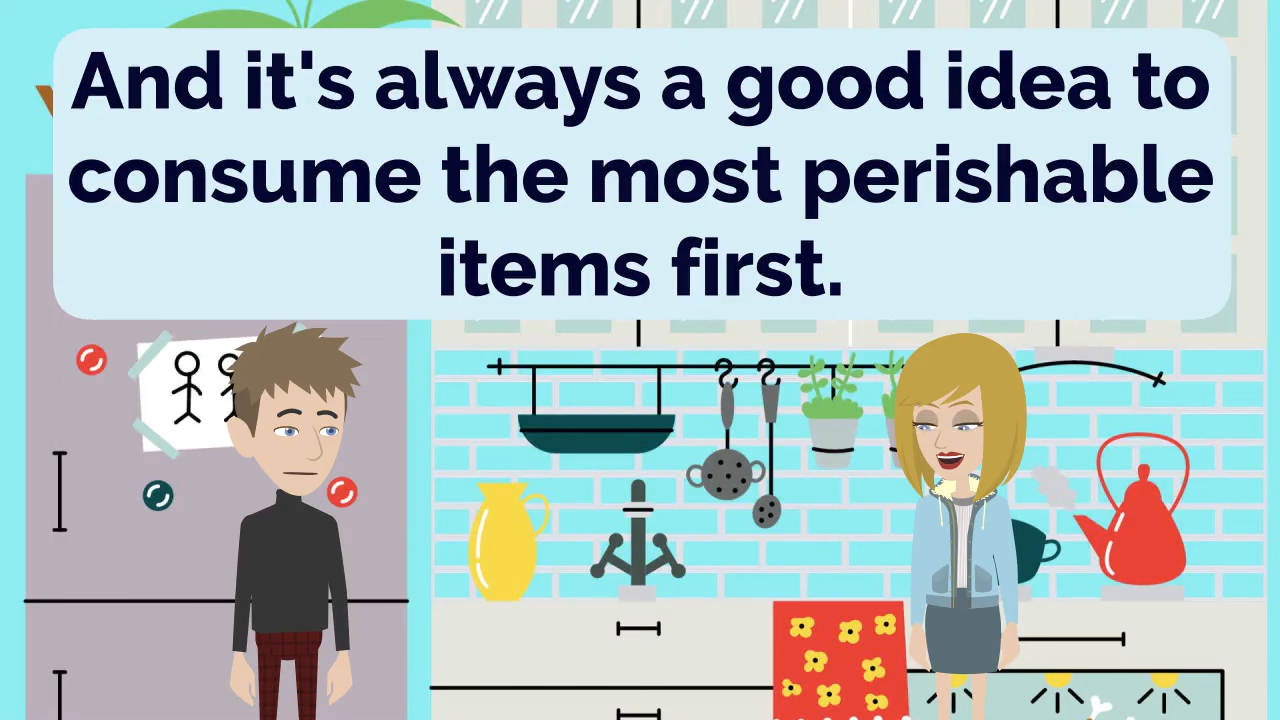 And it's always a good idea to
consume the most perishable
items first.